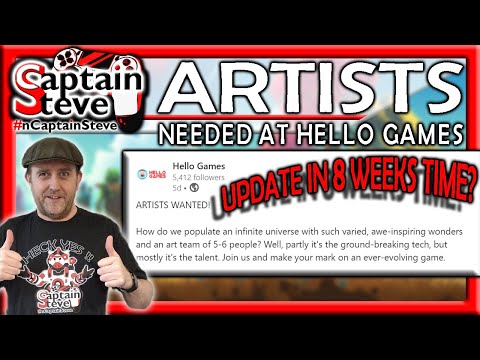 Captain
Steve
#nCaptainSteve
ARTISTS
NEEDED AT HELLO GAMES
Hello Games
5,412 followers
5d •
UPDATE IN 8 WEEKS TIME?
ARTISTS WANTED!
How do we populate an infinite universe with such varied, awe-inspiring wonders
and an art team of 5-6 people? Well, partly it's the ground-breaking tech, but
mostly it's the talent. Join us and make your mark on an ever-evolving game.
Captain
Steve